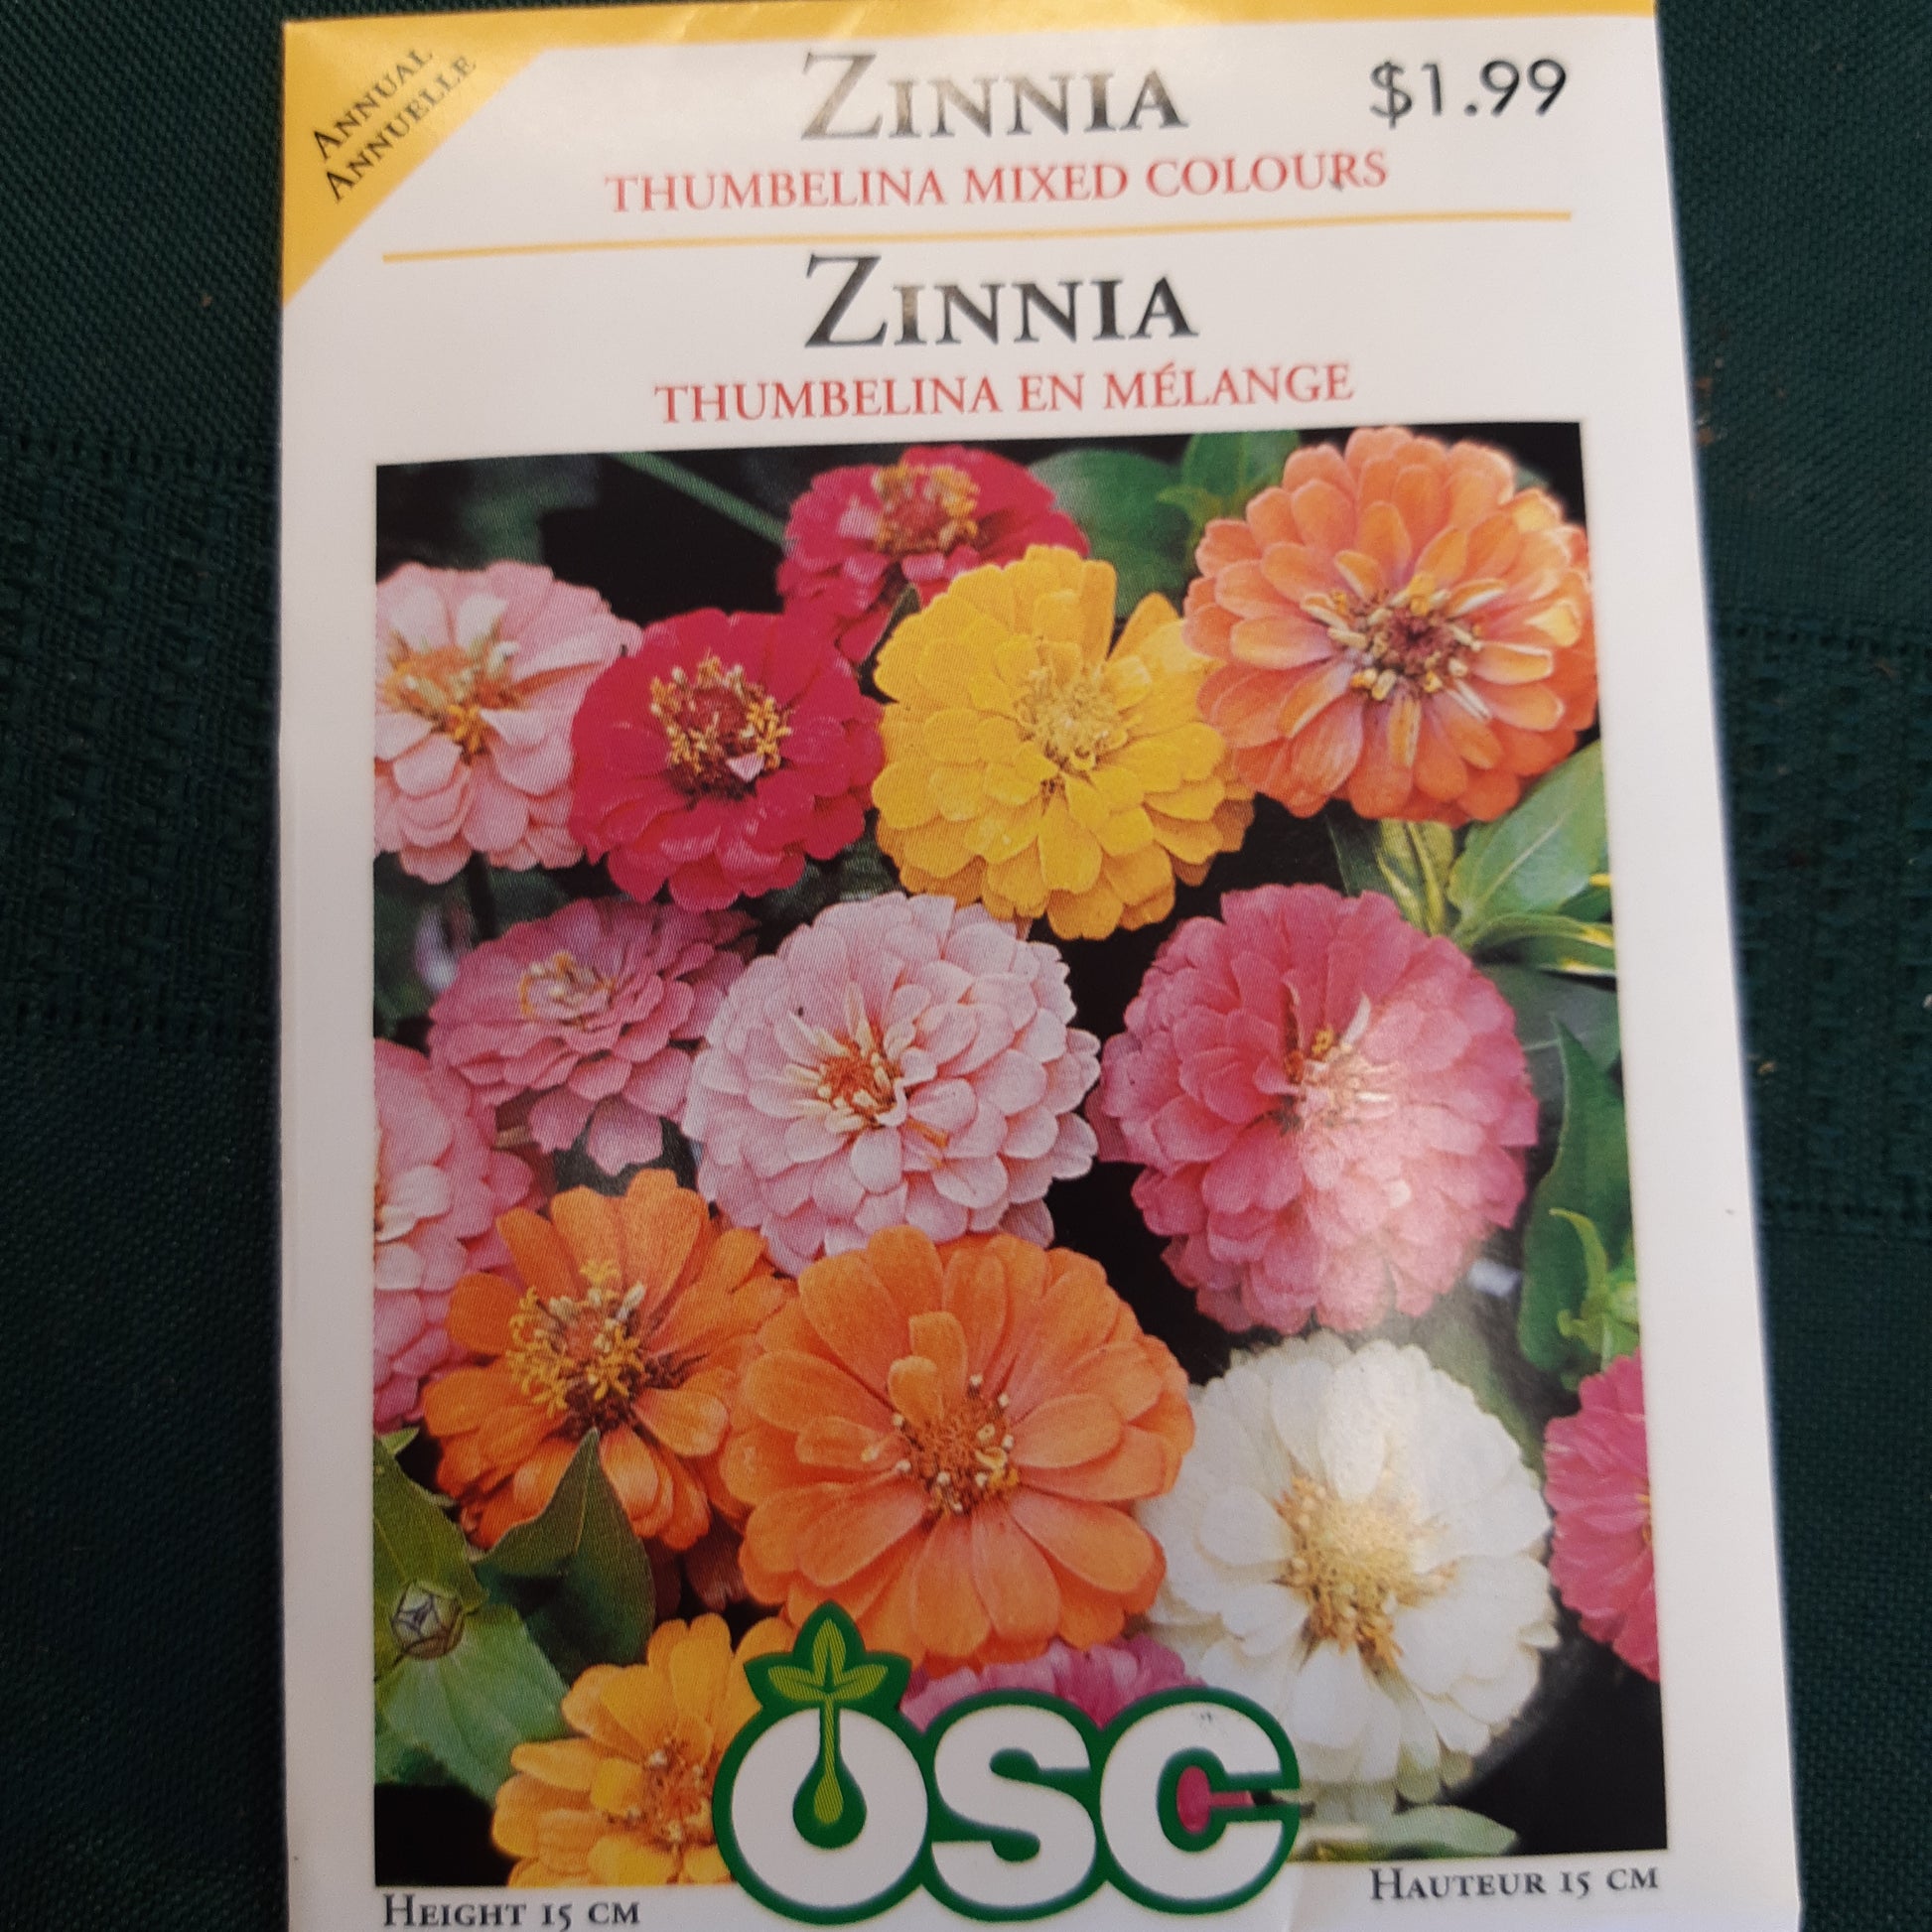 ANNUAL
ANNUELLE
ZINNIA $1.99
THUMBELINA MIXED COLOURS
ZINNIA
THUMBELINA EN MÉLANGE
OSC
HEIGHT 15 CM
HAUTEUR 15 CM